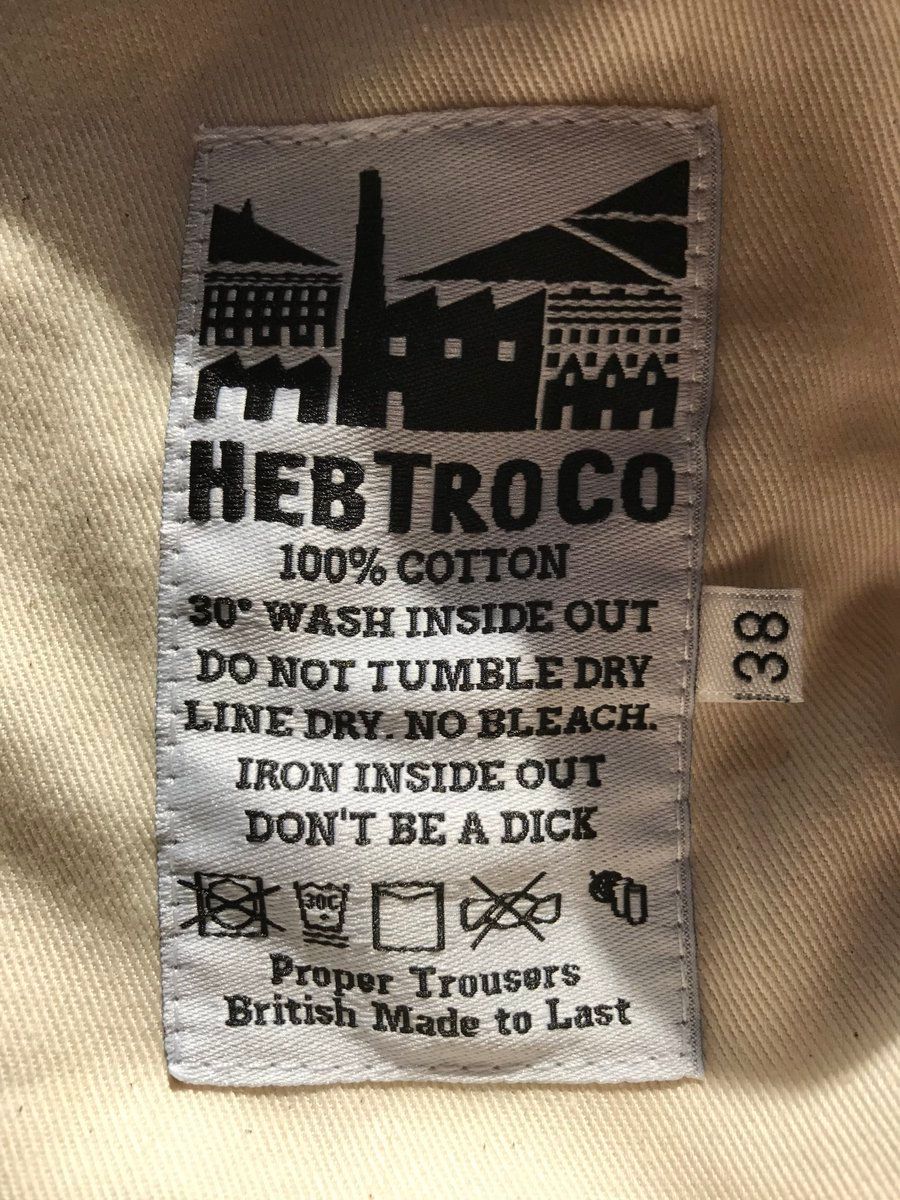 HEBTROCO
100% COTTON
30° WASH INSIDE OUT
DO NOT TUMBLE DRY
LINE DRY. NO BLEACH.
IRON INSIDE OUT
DON'T BE A DICK
30C
Proper Trousers
British Made to Last
38